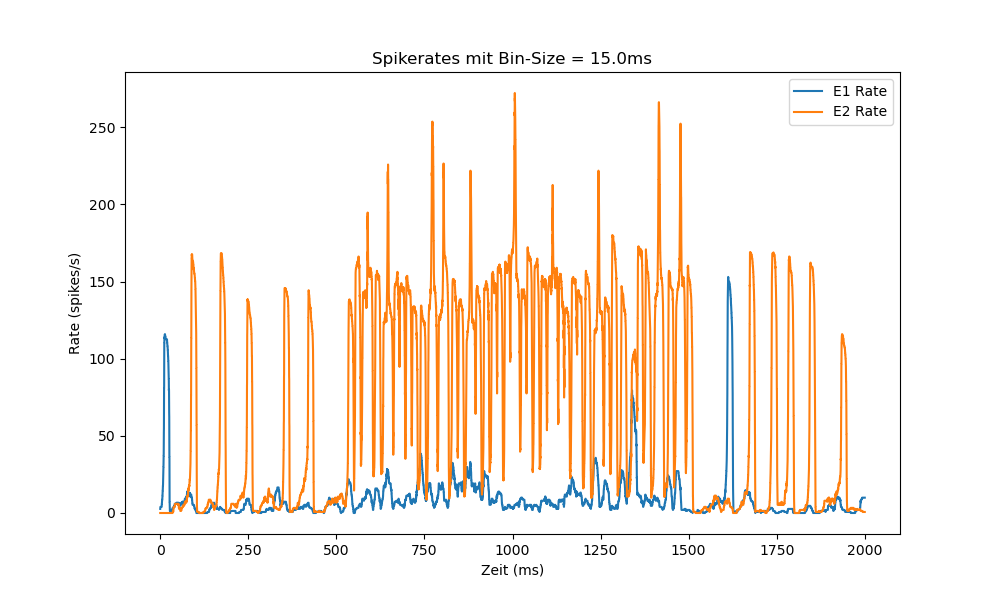 Spikerates mit Bin-Size = 15.0ms
E1 Rate
E2 Rate
Rate (spikes/s)
250
200
150
100
50
0
0 250 500 750 1000 1250 1500 1750 2000
Zeit (ms)